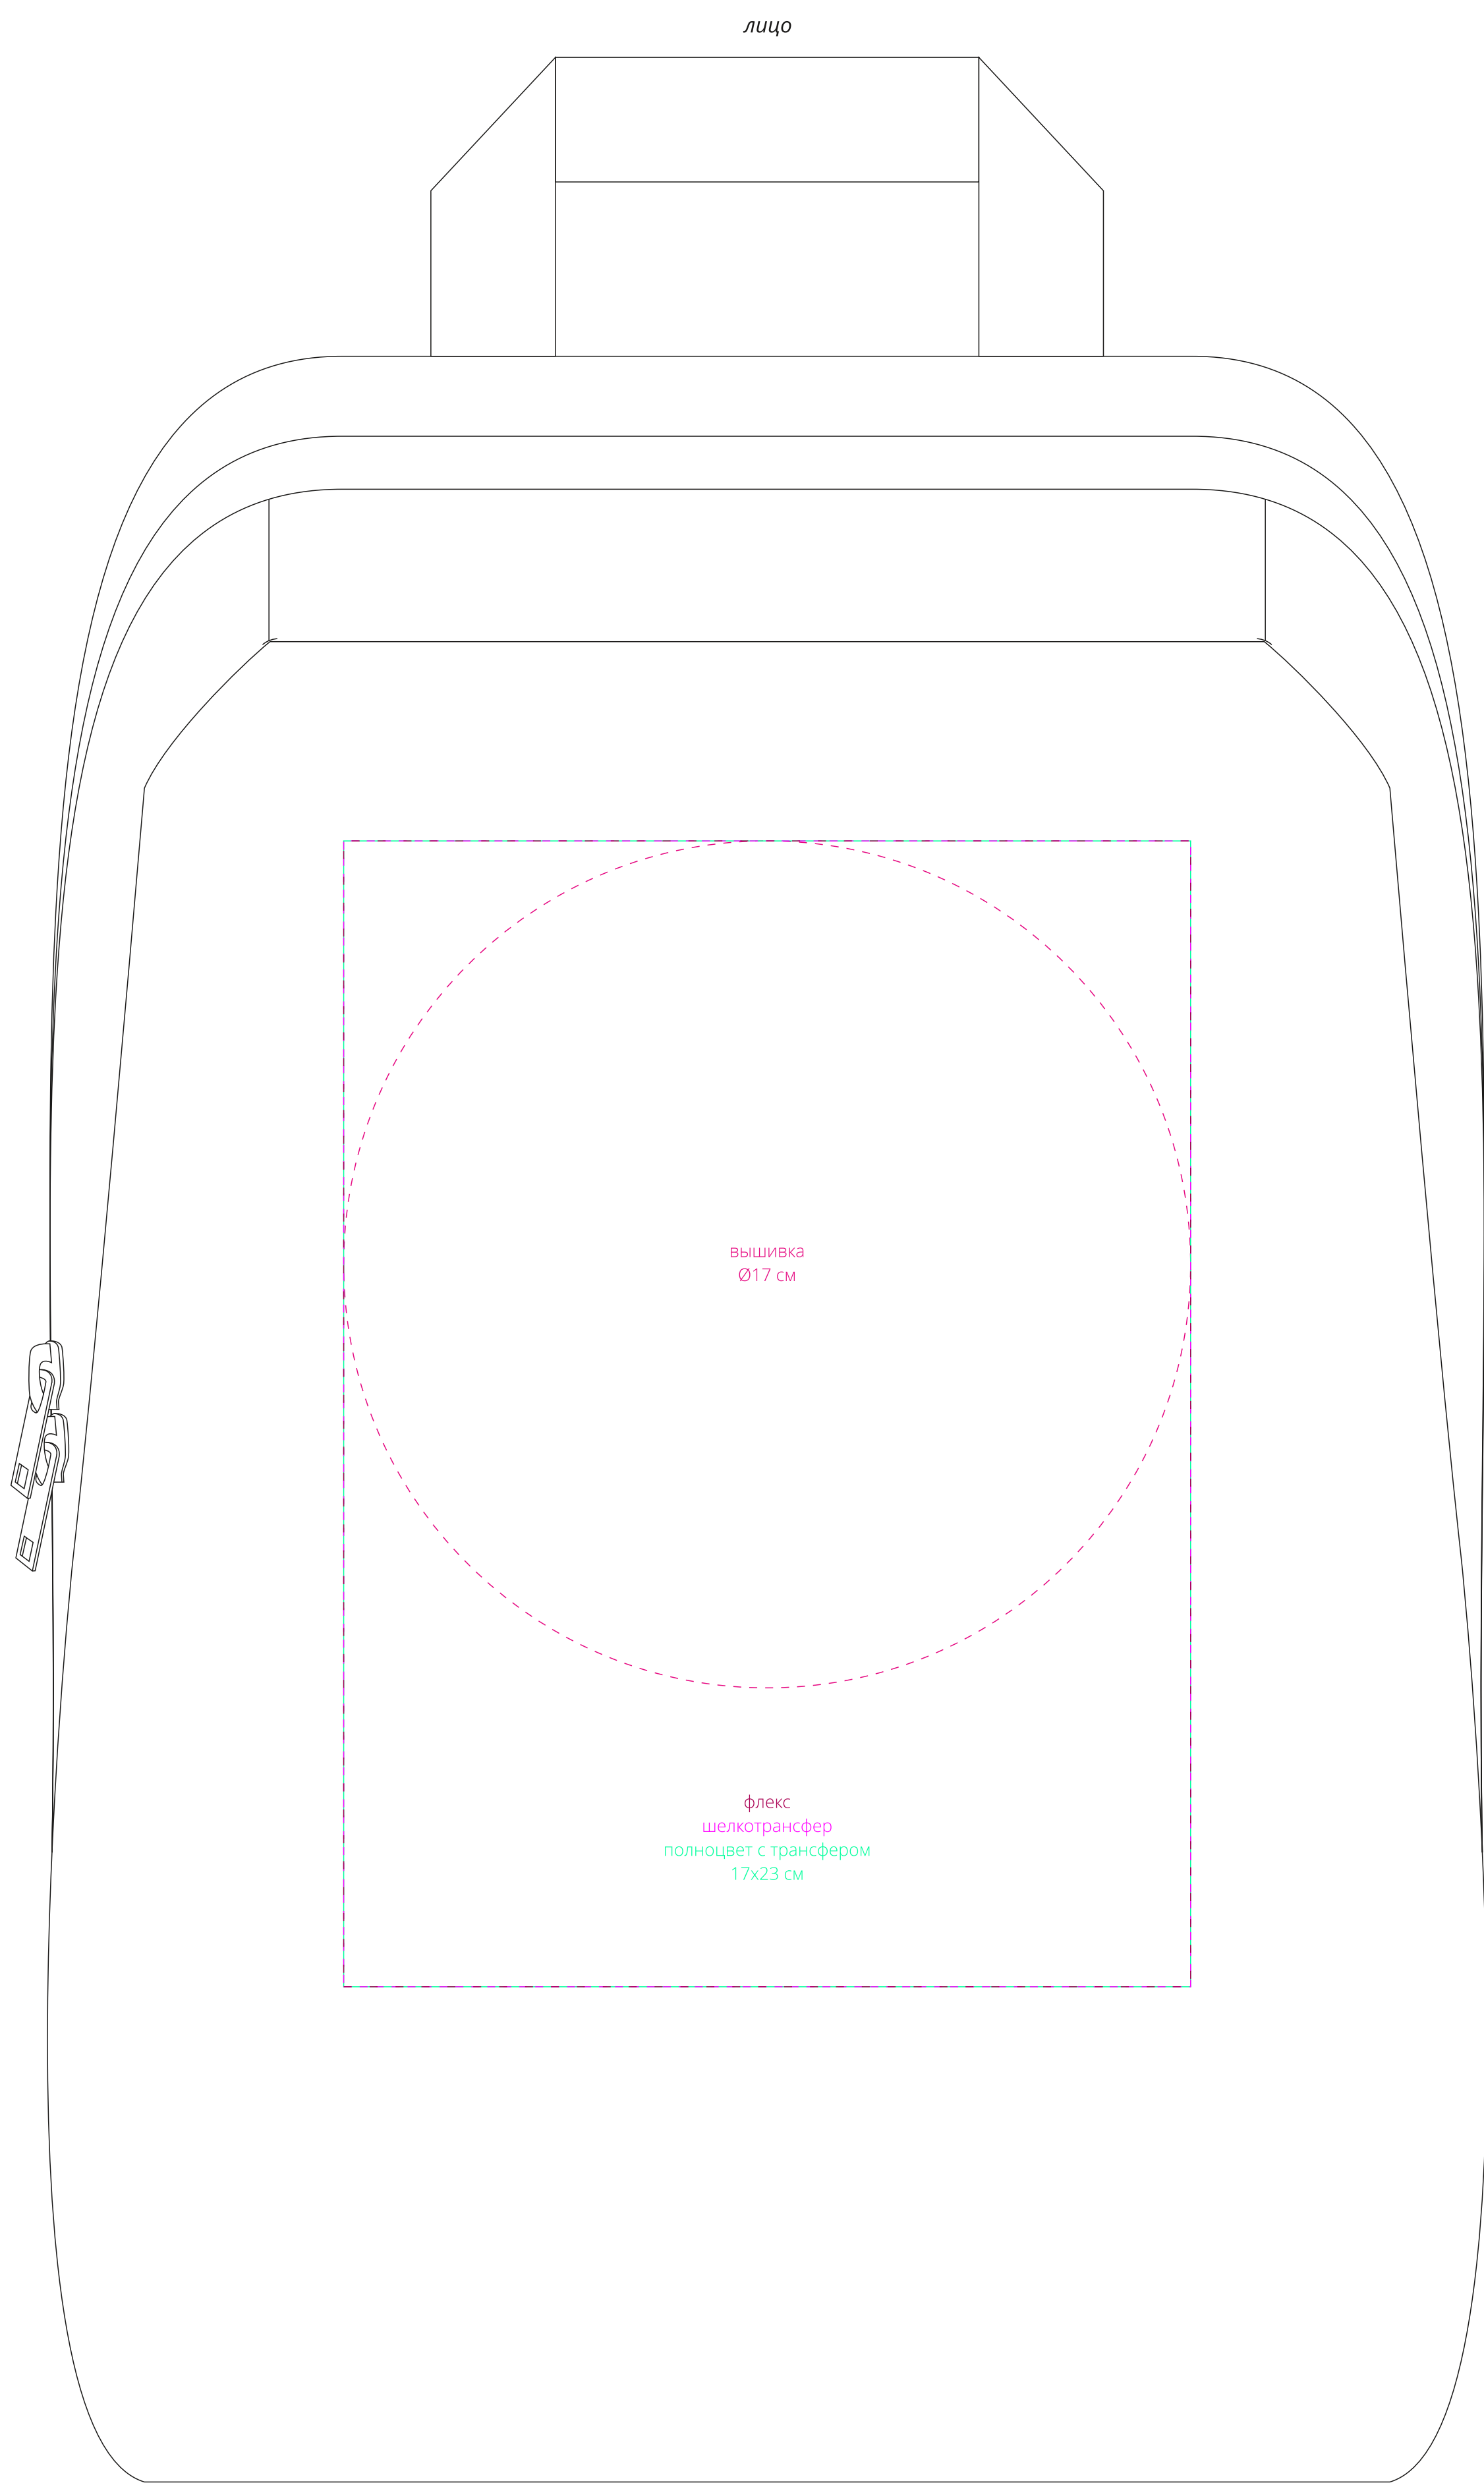 лицо
вышивка
Ø17 см
флекс
шелкотрансфер
полноцвет с трансфером
17х23 см